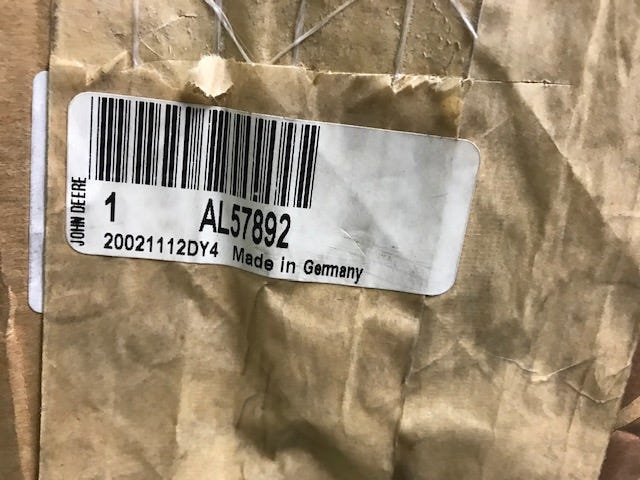 JOHN DEERE
1 AL57892
20021112DY4 Made in Germany